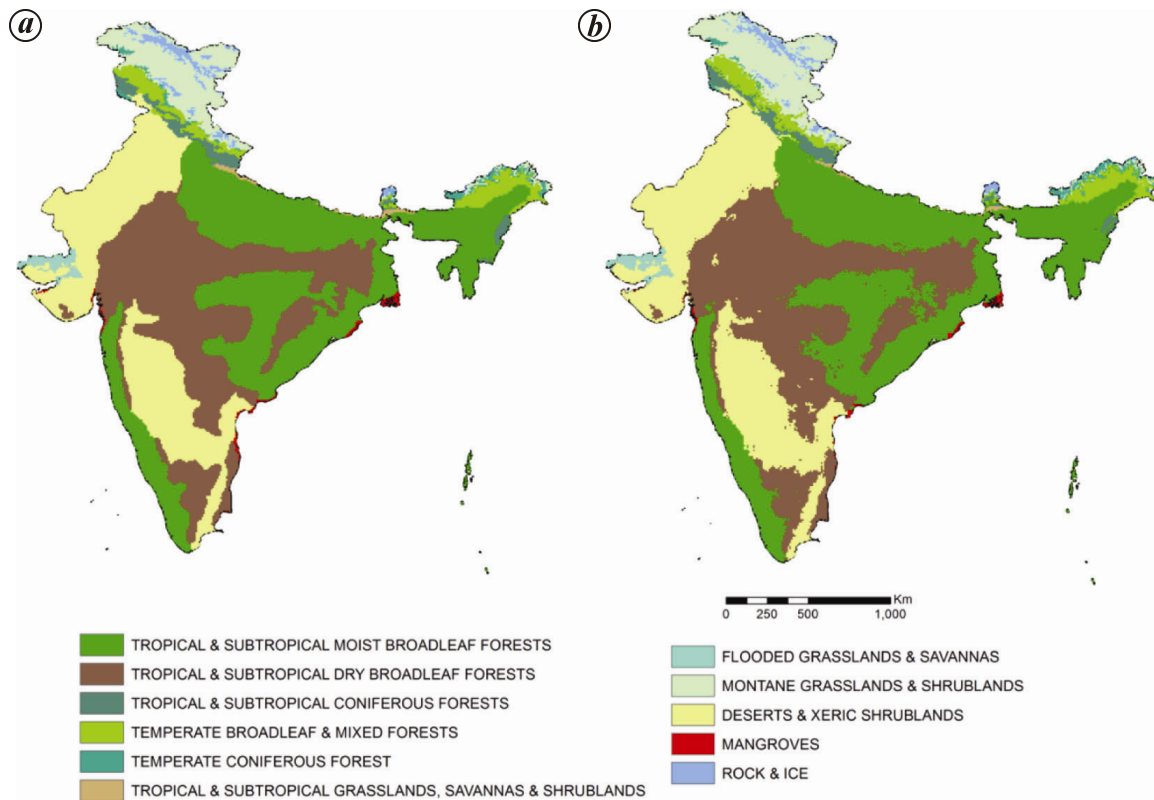 a
b
Km
0 250 500 1,000
TROPICAL & SUBTROPICAL MOIST BROADLEAF FORESTS
TROPICAL & SUBTROPICAL DRY BROADLEAF FORESTS
TROPICAL & SUBTROPICAL CONIFEROUS FORESTS
TEMPERATE BROADLEAF & MIXED FORESTS
TEMPERATE CONIFEROUS FOREST
TROPICAL & SUBTROPICAL GRASSLANDS, SAVANNAS & SHRUBLANDS
FLOODED GRASSLANDS & SAVANNAS
MONTANE GRASSLANDS & SHRUBLANDS
DESERTS & XERIC SHRUBLANDS
MANGROVES
ROCK & ICE